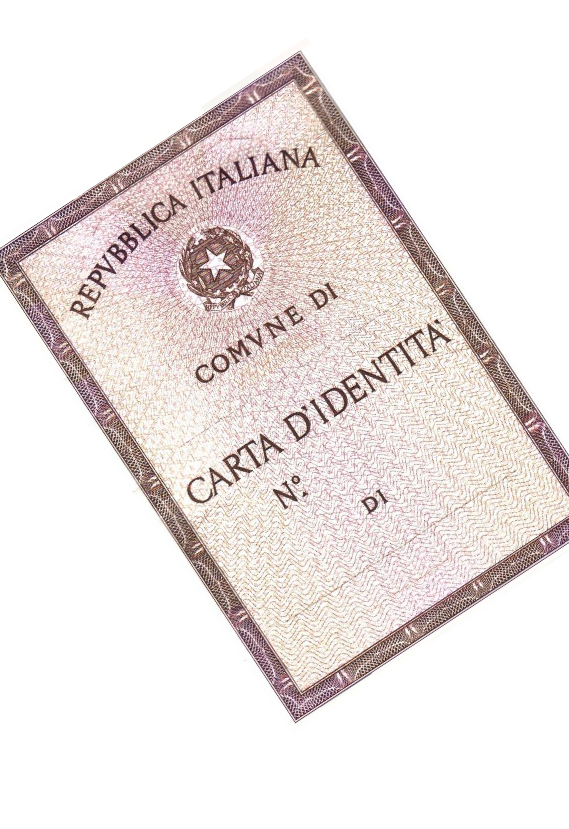 REPVBBLICA ITALIANA
COMVNE DI
CARTA D'IDENTITA'
N°.
DI